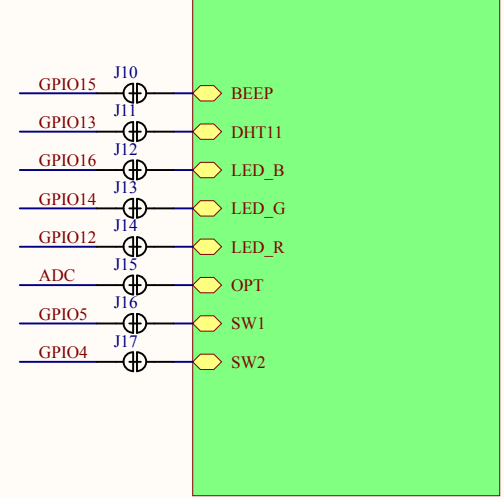 J10
GPIO15 BEEP
J11
GPIO13 DHT11
J12
GPIO16 LED_B
J13
GPIO14 LED_G
J14
GPIO12 LED_R
J15
ADC OPT
J16
GPIO5 SW1
J17
GPIO4 SW2